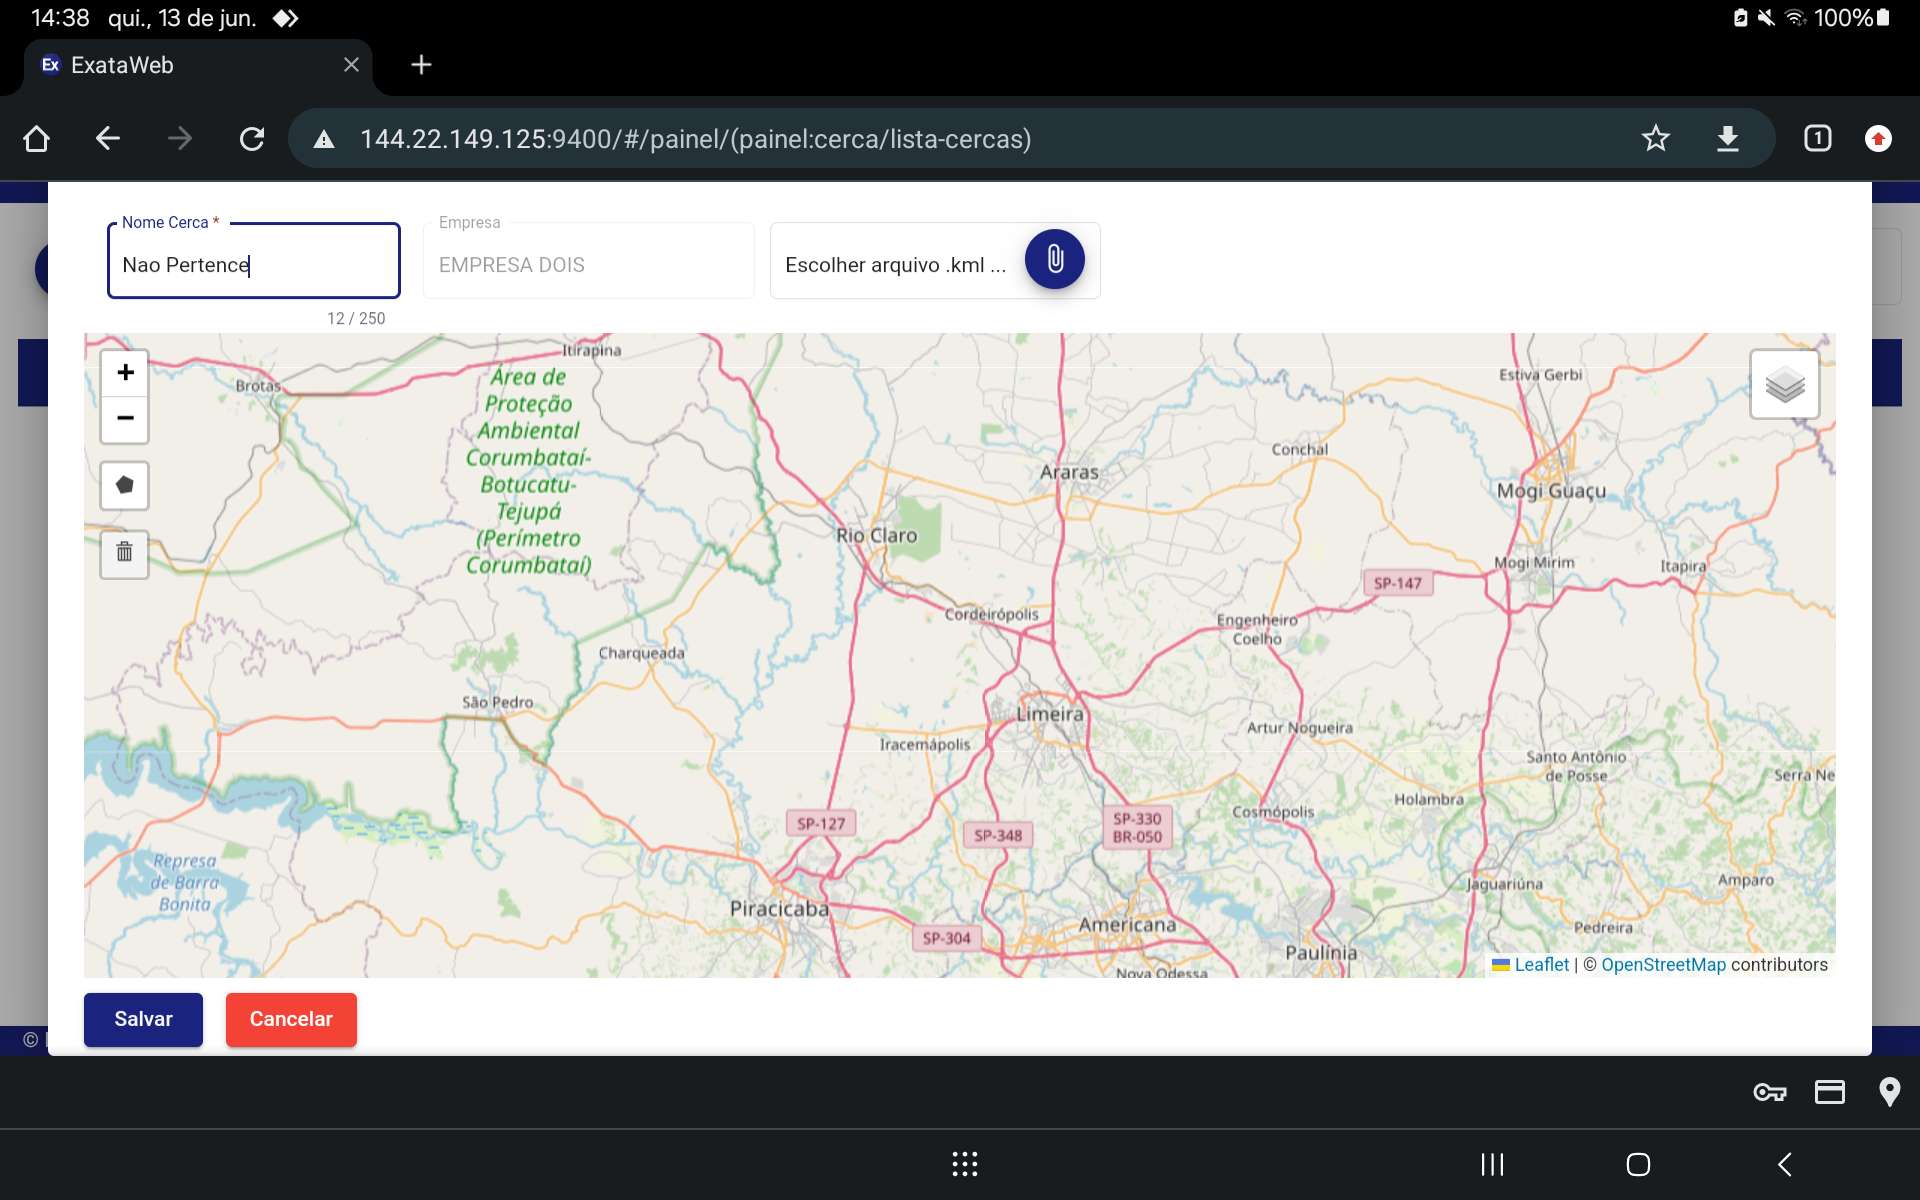 14:38 qui., 13 de jun.
100%
Ex ExataWeb
144.22.149.125:9400/#/painel/(painel:cerca/lista-cercas)
1
Nome Cerca *
Nao Pertence
12 / 250
Empresa
EMPRESA DOIS
Escolher arquivo .kml ...
+
−
Itirapina
Brotas
Área de
Proteção
Ambiental
Corumbataí-
Botucatu-
Tejupá
(Perímetro
Corumbataí)
Estiva Gerbi
Conchal
Araras
Mogi Guaçu
Rio Claro
Mogi Mirim
Itapira
SP-147
Cordeirópolis
Engenheiro
Coelho
Charqueada
São Pedro
Limeira
Artur Nogueira
Iracemápolis
Santo Antônio
de Posse
Serra Ne
Holambra
Cosmópolis
SP-127
SP-348
SP-330
BR-050
Represa
de Barra
Bonita
Jaguariúna
Amparo
Piracicaba
Americana
Pedreira
SP-304
Paulínia
Nova Odessa
Leaflet | © OpenStreetMap contributors
Salvar
Cancelar
©